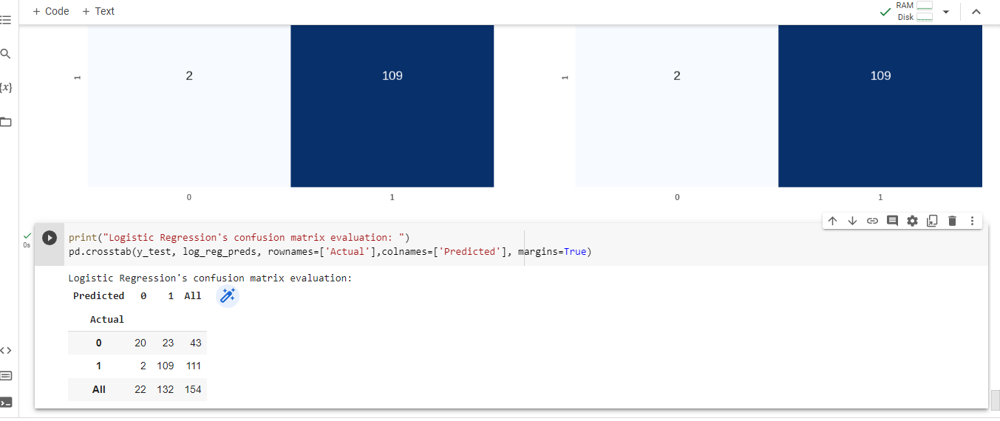 + Code + Text
RAM
Disk
{x}
1 2 109 1 2 109
0 1 0 1
0s
print("Logistic Regression's confusion matrix evaluation: ")
pd.crosstab(y_test, log_reg_preds, rownames=['Actual'],colnames=['Predicted'], margins=True)
Logistic Regression's confusion matrix evaluation:
Predicted 0 1 All
Actual
0 20 23 43
1 2 109 111
All 22 132 154